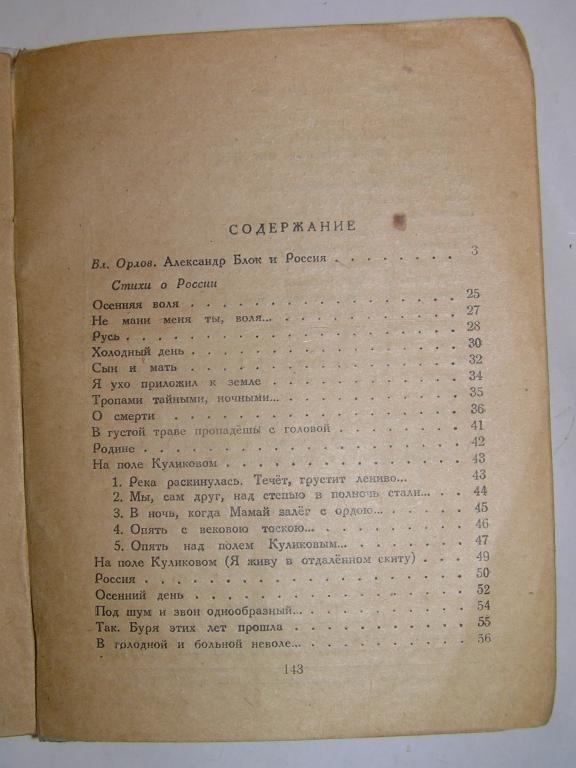 СОДЕРЖАНИЕ
Вл. Орлов. Александр Блок и Россия . . . . . . . . 3
Стихи о России
Осенняя воля . . . . . . . . . . . . . . . . 25
Не мани меня ты, воля... . . . . . . . . . . . 27
Русь . . . . . . . . . . . . . . . . . . . 28
Холодный день . . . . . . . . . . . . . . . 30
Сын и мать . . . . . . . . . . . . . . . . 32
Я ухо приложил к земле . . . . . . . . . . . 34
Тропами тайными, ночными... . . . . . . . . . . 35
О смерти . . . . . . . . . . . . . . . . . 36
В густой траве пропадёшь с головой . . . . . . . . 41
Родине . . . . . . . . . . . . . . . . . . 42
На поле Куликовом . . . . . . . . . . . . . . 43
1. Река раскинулась. Течёт, грустит лениво... . . . . 43
2. Мы, сам друг, над степью в полночь стали... . . . 44
3. В ночь, когда Мамай залёг с ордою... . . . . . 45
4. Опять с вековою тоскою... . . . . . . . . . 46
5. Опять над полем Куликовым... . . . . . . . 47
На поле Куликовом (Я живу в отдалённом скиту) . . . 49
Россия . . . . . . . . . . . . . . . . . . 50
Осенний день . . . . . . . . . . . . . . . . 52
Под шум и звон однообразный... . . . . . . . . . 54
Так. Буря этих лет прошла . . . . . . . . . . . 55
В голодной и больной неволе... . . . . . . . . . 56
143